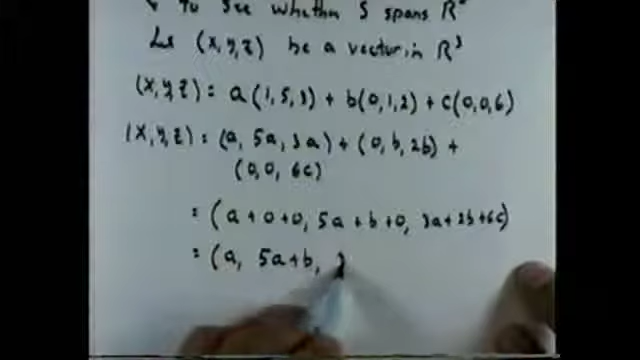 to see whether S spans R³
Let (x,y,z) be a vector in R³
(x,y,z) = a(1,5,3) + b(0,1,2) + c(0,0,6)
(x,y,z) = (a, 5a, 3a) + (0, b, 2b) +
(0,0, 6c)
= (a+0+0, 5a+b+0, 3a+2b+6c)
= (a, 5a+b, 3